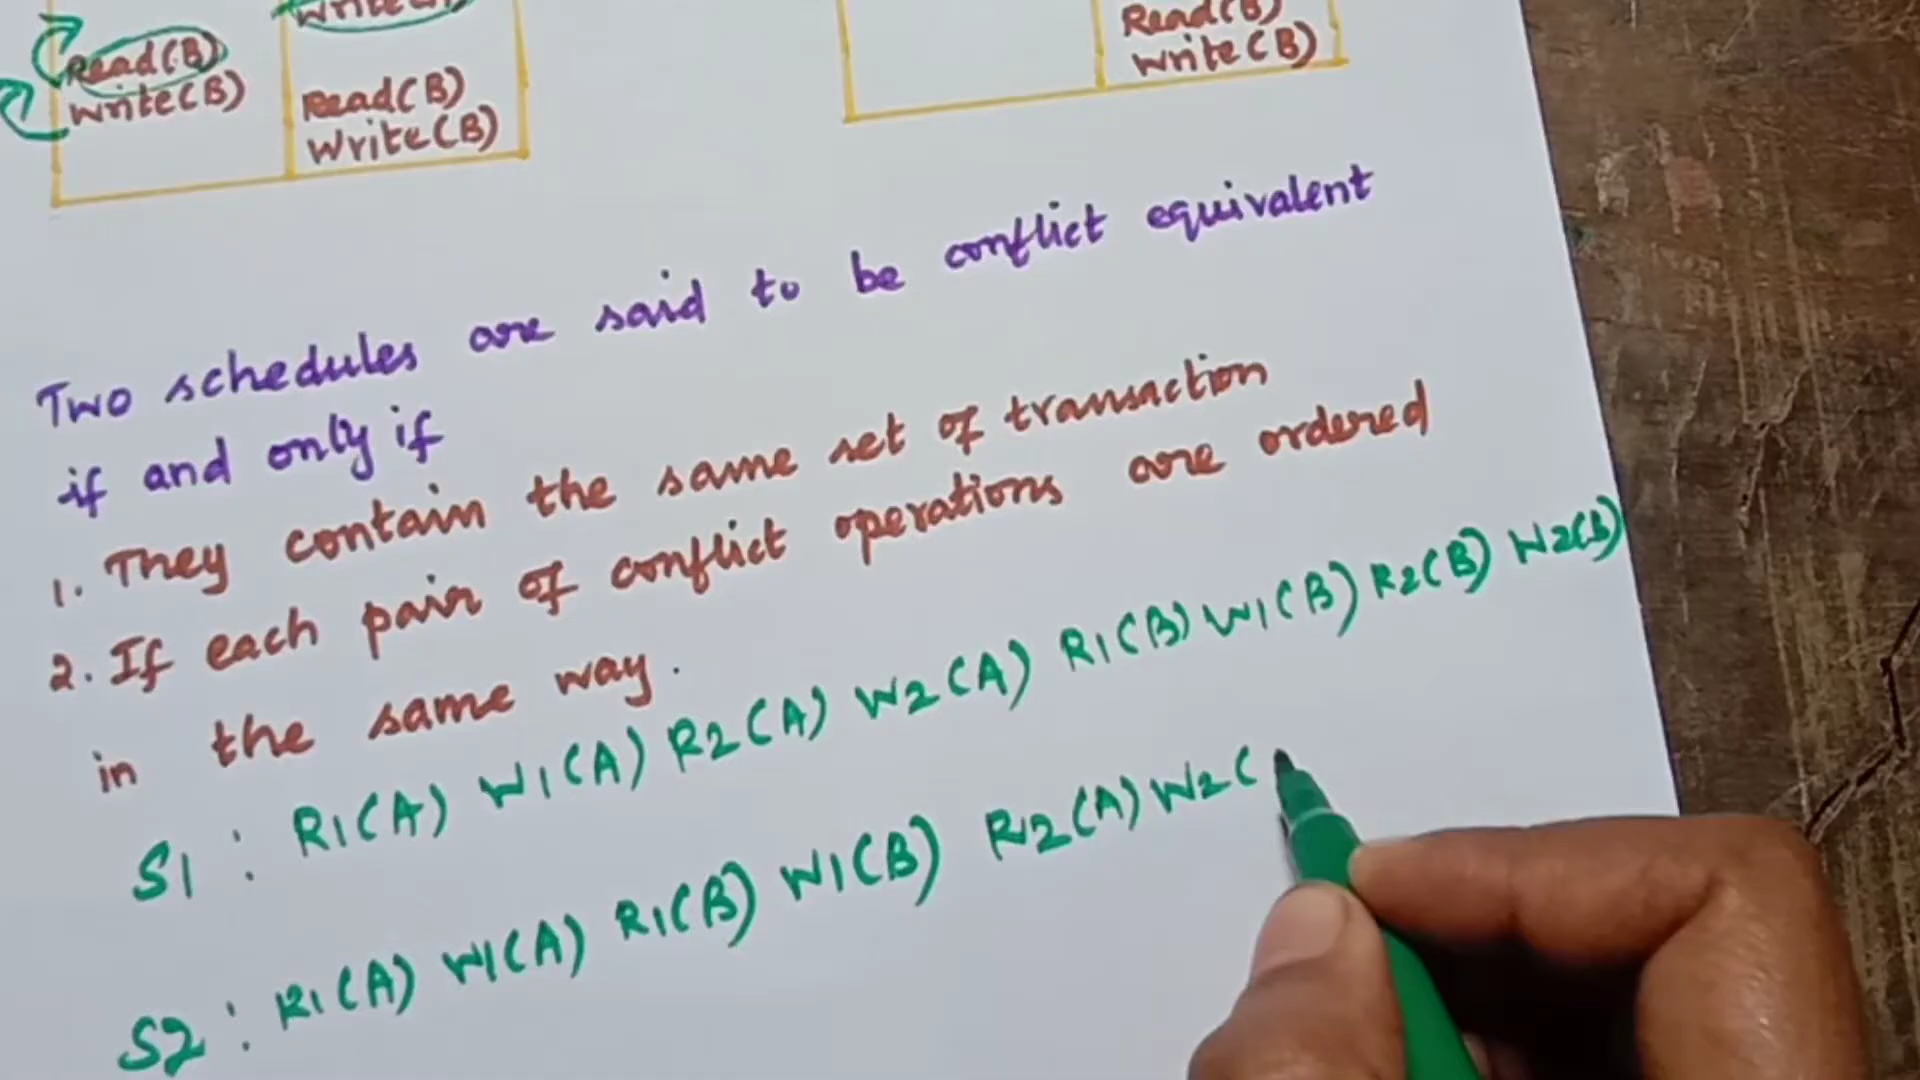 Read(B)
Write(B)
Read(B)
Write(B)
Read(B)
Write(B)
Two schedules are said to be conflict equivalent
if and only if
1. They contain the same set of transaction
2. If each pair of conflict operations are ordered
in the same way.
S1 : R1(A) W1(A) R2(A) W2(A) R1(B) W1(B) R2(B) W2(B)
S2 : R1(A) W1(A) R1(B) W1(B) R2(A) W2(